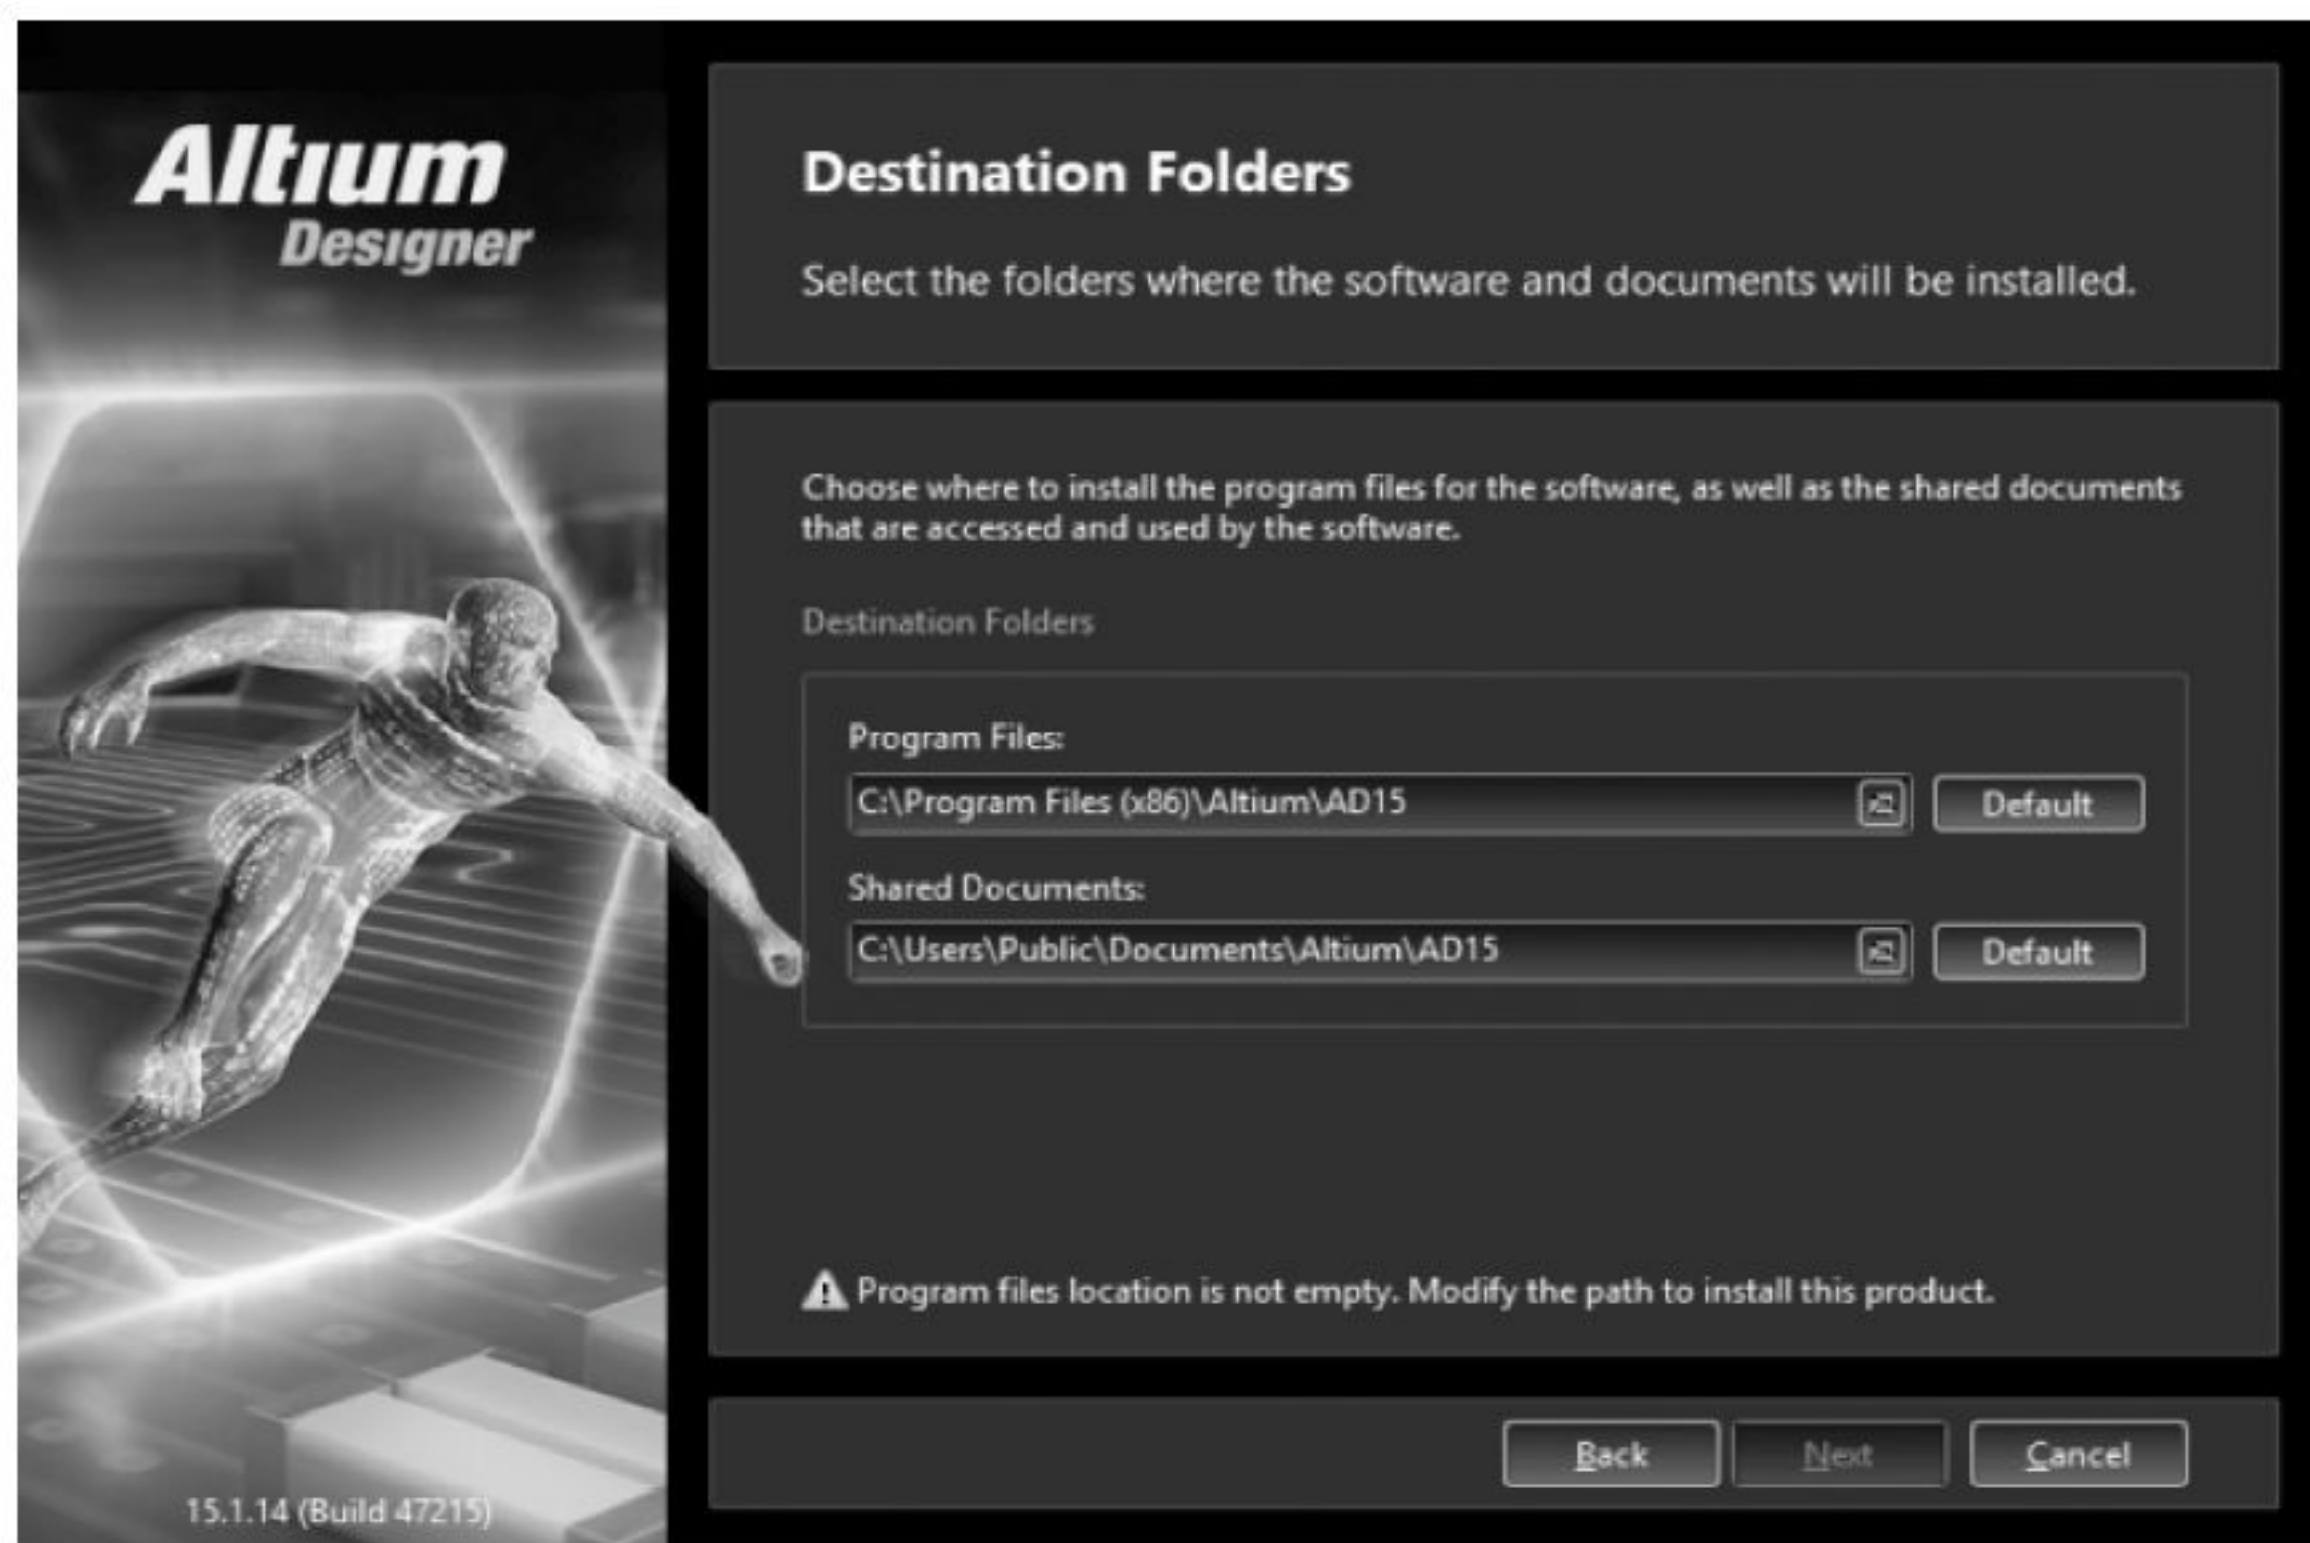 Altium
Designer
15.1.14 (Build 47215)
Destination Folders
Select the folders where the software and documents will be installed.
Choose where to install the program files for the software, as well as the shared documents
that are accessed and used by the software.
Destination Folders
Program Files:
C:\Program Files (x86)\Altium\AD15
Default
Shared Documents:
C:\Users\Public\Documents\Altium\AD15
Default
Program files location is not empty. Modify the path to install this product.
Back Next Cancel